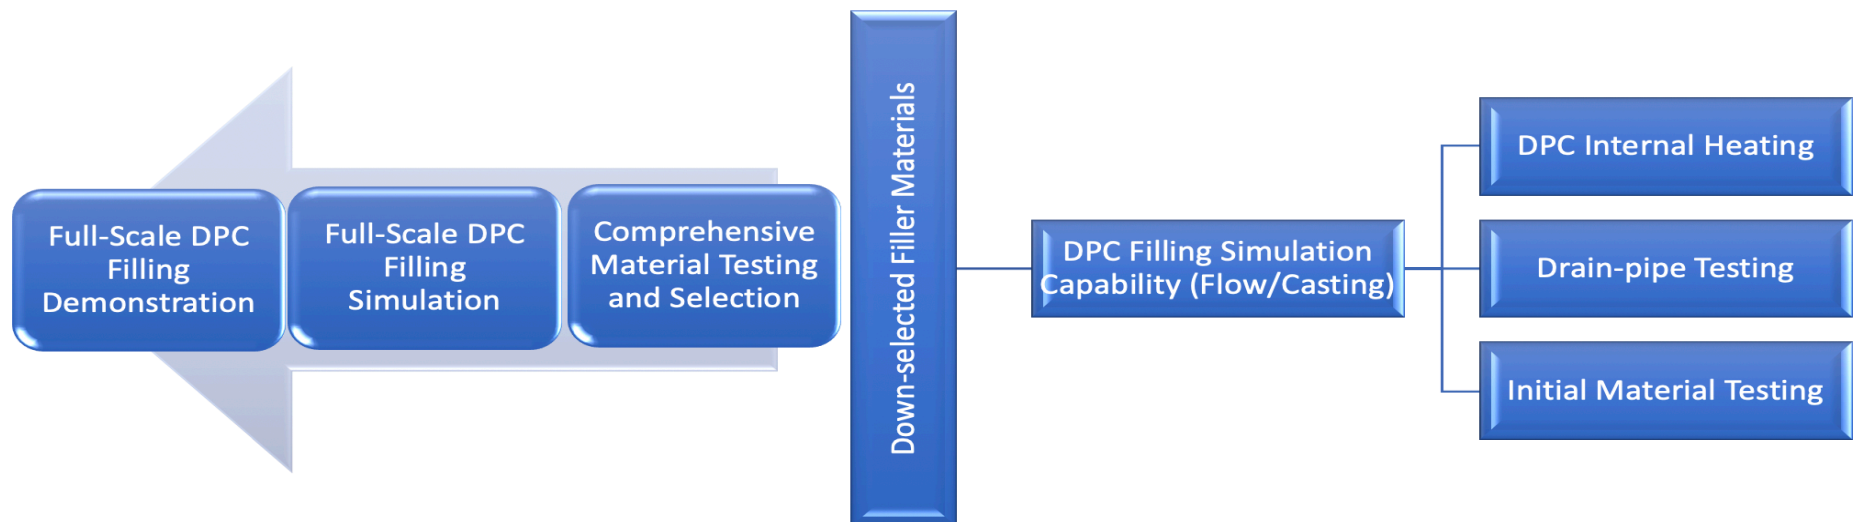 Full-Scale DPC
Filling
Demonstration
Full-Scale DPC
Filling
Simulation
Comprehensive
Material Testing
and Selection
Down-selected Filler Materials
DPC Filling Simulation
Capability (Flow/Casting)
DPC Internal Heating
Drain-pipe Testing
Initial Material Testing